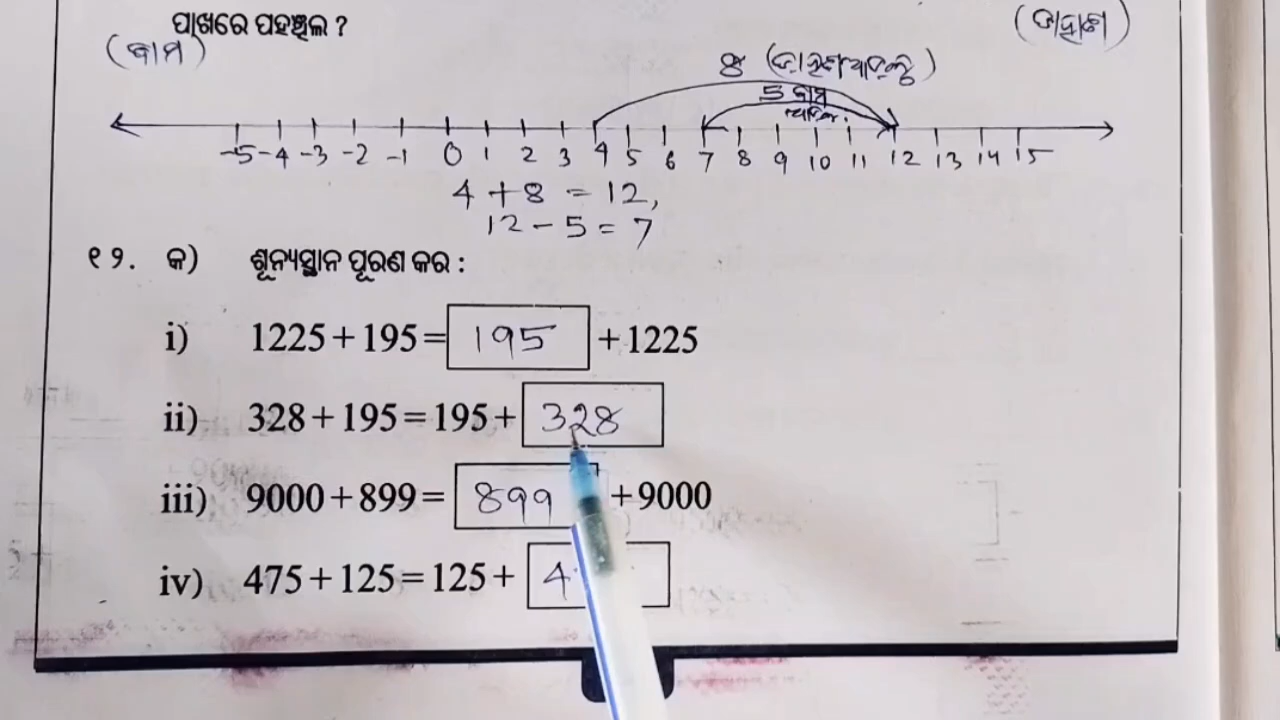 ପାଖରେ ପହଞ୍ଚିଲ ?
(ବାମ)
(ଡାହାଣ)
8
5 ବାମ
-5 -4 -3 -2 -1 0 1 2 3 4 5 6 7 8 9 10 11 12 13 14 15
4 + 8 = 12,
12 - 5 = 7
୧୨. କ) ଶୂନ୍ୟସ୍ଥାନ ପୂରଣ କର :
i) 1225 + 195 = 195 + 1225
ii) 328 + 195 = 195 + 328
iii) 9000 + 899 = 899 + 9000
iv) 475 + 125 = 125 + 4